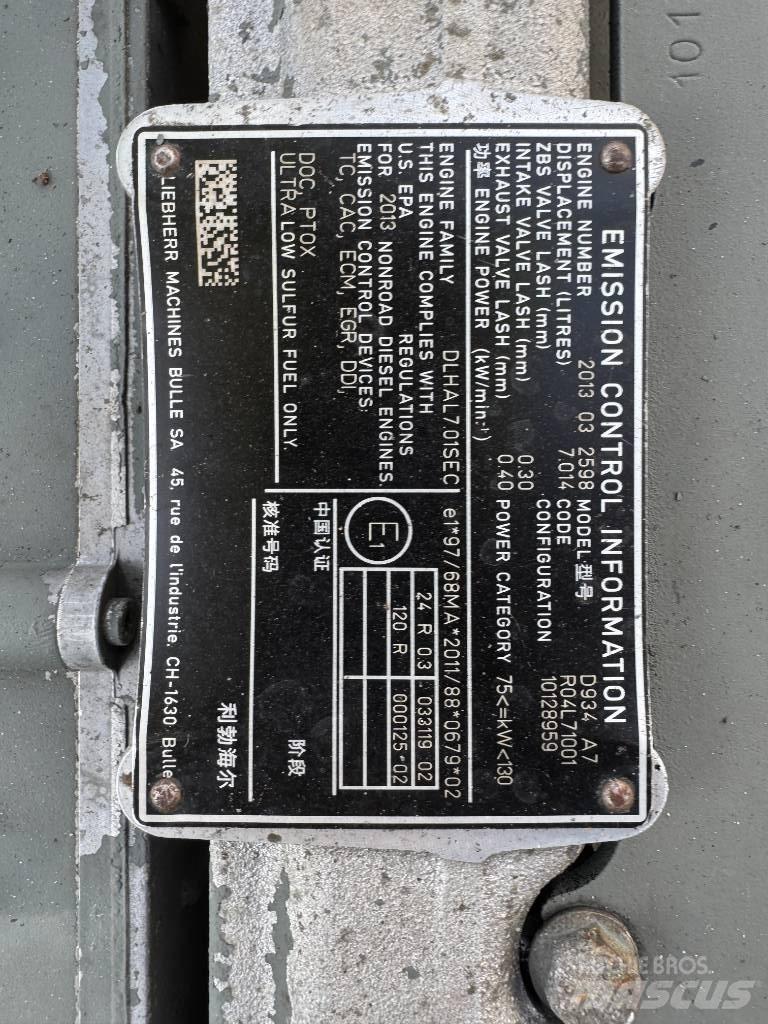 101
EMISSION CONTROL INFORMATION
ENGINE NUMBER 2013 03 2598 MODEL型号 D934 A7
DISPLACEMENT (LITRES) 7.014 CODE R04L71001
ZBS VALVE LASH (mm) CONFIGURATION 10128959
INTAKE VALVE LASH (mm) 0.30
EXHAUST VALVE LASH (mm) 0.40 POWER CATEGORY 75<=kW<130
功率 ENGINE POWER (kW/min-¹)
ENGINE FAMILY DLHAL7.01SEC e1*97/68MA*2011/88*0679*02
THIS ENGINE COMPLIES WITH
U.S. EPA REGULATIONS
FOR 2013 NONROAD DIESEL ENGINES
EMISSION CONTROL DEVICES:
TC, CAC, ECM, EGR, DDI,
DOC, PTOX
ULTRA LOW SULFUR FUEL ONLY.
E1
24 R 03 033119 02
120 R 000125*02
中国认证
核准号码 阶段
利勃海尔
LIEBHERR MACHINES BULLE SA 45, rue de l'industrie. CH-1630 Bulle